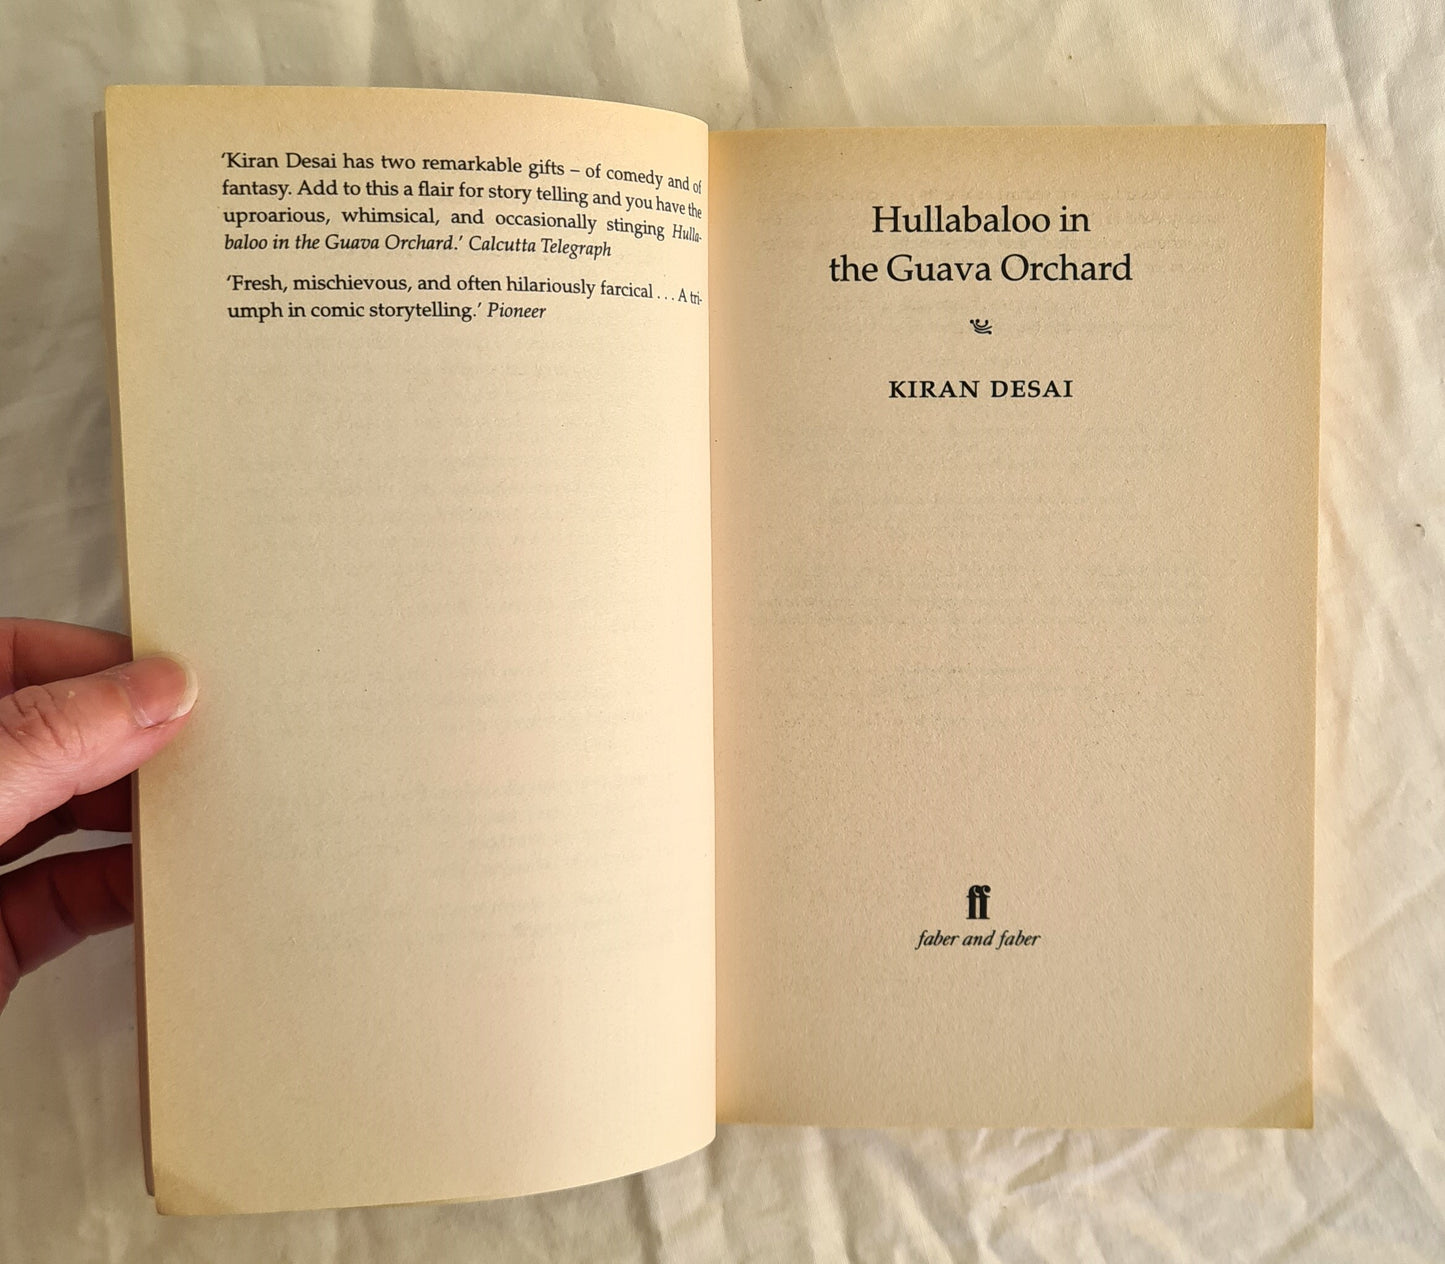 ‘Kiran Desai has two remarkable gifts – of comedy and of
fantasy. Add to this a flair for story telling and you have the
uproarious, whimsical, and occasionally stinging Hulla-
baloo in the Guava Orchard.’ Calcutta Telegraph
‘Fresh, mischievous, and often hilariously farcical . . . A tri-
umph in comic storytelling.’ Pioneer
Hullabaloo in
the Guava Orchard
KIRAN DESAI
ff
faber and faber